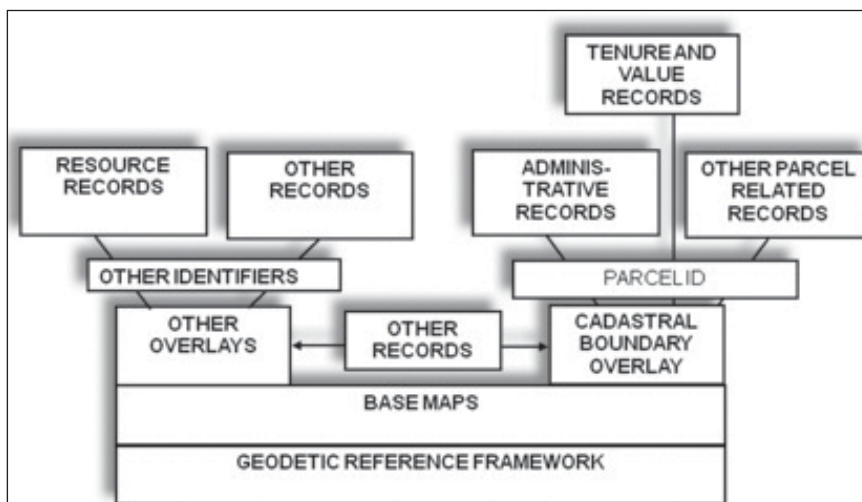 TENURE AND
VALUE
RECORDS
RESOURCE
RECORDS
OTHER
RECORDS
ADMINIS-
TRATIVE
RECORDS
OTHER PARCEL
RELATED
RECORDS
OTHER IDENTIFIERS
PARCEL ID
OTHER
OVERLAYS
OTHER
RECORDS
CADASTRAL
BOUNDARY
OVERLAY
BASE MAPS
GEODETIC REFERENCE FRAMEWORK